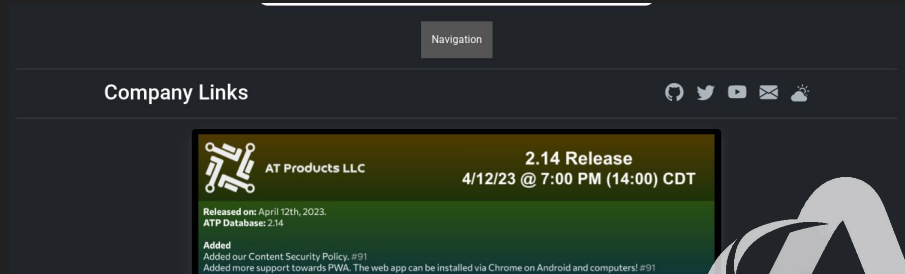 Navigation
Company Links
AT Products LLC
2.14 Release
4/12/23 @ 7:00 PM (14:00) CDT
Released on: April 12th, 2023.
ATP Database: 2.14
Added
Added our Content Security Policy. #91
Added more support towards PWA. The web app can be installed via Chrome on Android and computers! #91